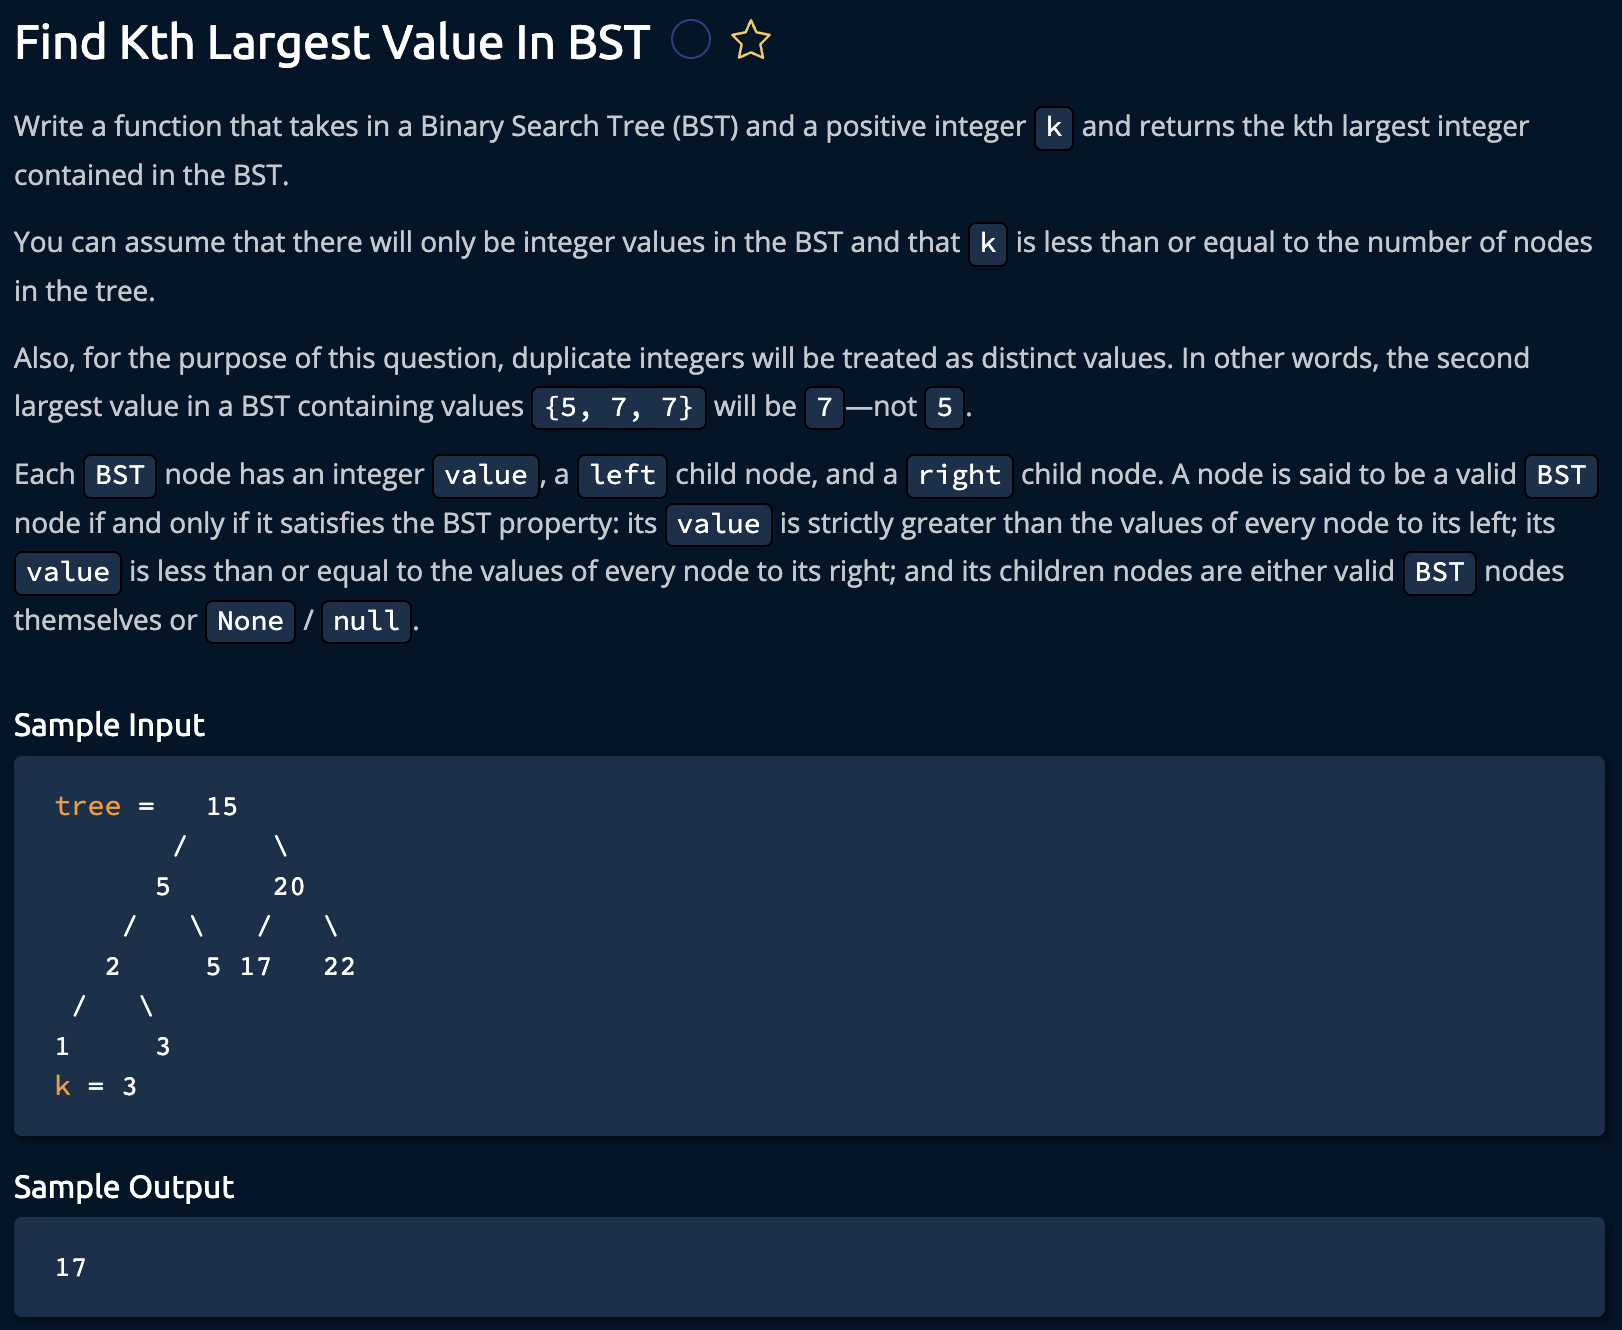 Find Kth Largest Value In BST
Write a function that takes in a Binary Search Tree (BST) and a positive integer k and returns the kth largest integer
contained in the BST.
You can assume that there will only be integer values in the BST and that k is less than or equal to the number of nodes
in the tree.
Also, for the purpose of this question, duplicate integers will be treated as distinct values. In other words, the second
largest value in a BST containing values {5, 7, 7} will be 7—not 5.
Each BST node has an integer value, a left child node, and a right child node. A node is said to be a valid BST
node if and only if it satisfies the BST property: its value is strictly greater than the values of every node to its left; its
value is less than or equal to the values of every node to its right; and its children nodes are either valid BST nodes
themselves or None / null.
Sample Input
tree =   15
       /     \
      5      20
    /   \   /   \
   2     5 17   22
 /   \
1     3
k = 3
Sample Output
17